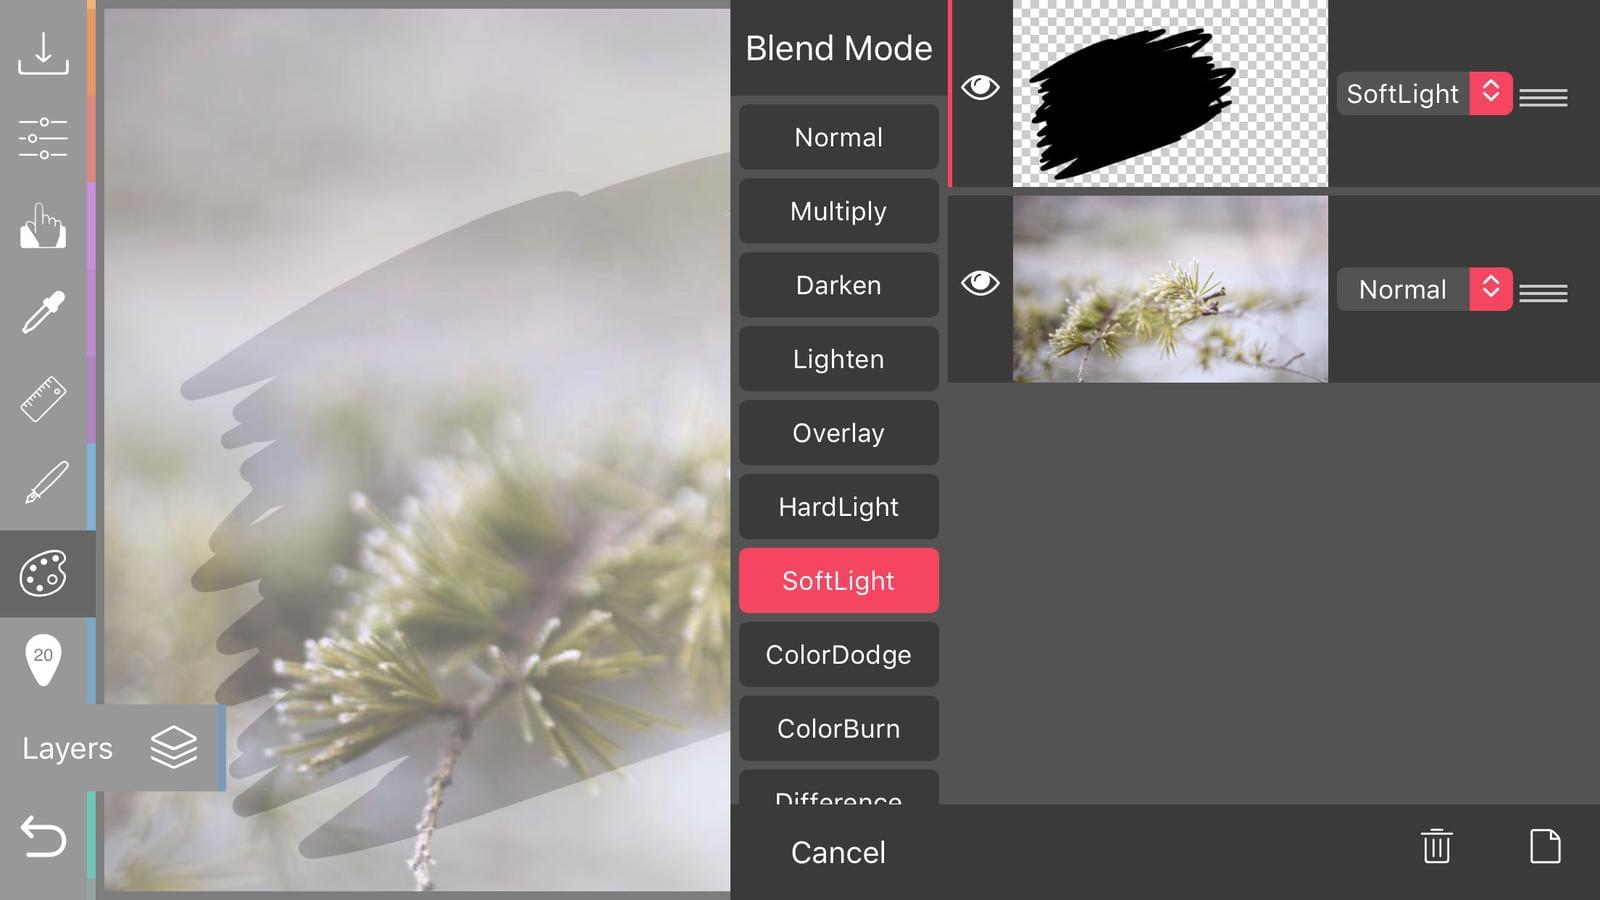 Blend Mode
Normal
Multiply
Darken
Lighten
Overlay
HardLight
SoftLight
ColorDodge
ColorBurn
Difference
Cancel
SoftLight
Normal
20
Layers